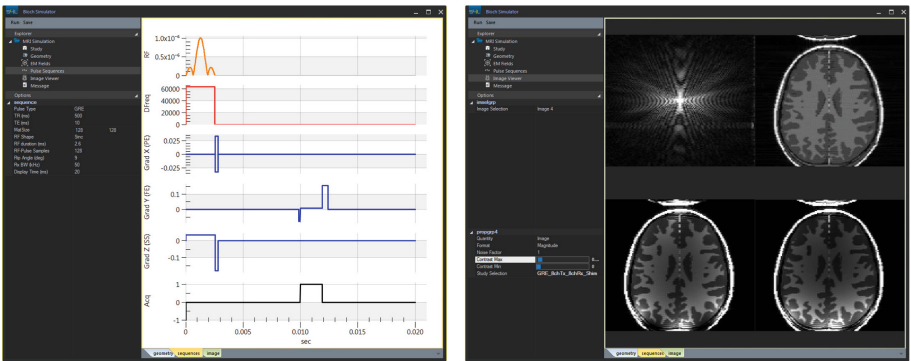 Bloch Simulator
Run Save
Explorer
MRI Simulation
Study
Geometry
EM Fields
Pulse Sequences
Image Viewer
Message
Options
sequence
Pulse Type GRE
TR (ms) 500
TE (ms) 10
MatSize 128 128
RF Shape Sinc
RF duration (ms) 2.6
RF-Pulse Samples 128
Flip Angle (deg) 9
Rx BW (kHz) 50
Display Time (ms) 20
RF
1.0x10⁻⁶
0.5x10⁻⁶
0
DFreq
60000
40000
20000
0
Grad X (PE)
0.025
0
-0.025
Grad Y (FE)
0.1
0
Grad Z (SS)
0
-0.1
Acq
1
0
-1
0 0.005 0.010 0.015 0.020
sec
geometry sequences image
Bloch Simulator
Run Save
Explorer
MRI Simulation
Study
Geometry
EM Fields
Pulse Sequences
Image Viewer
Message
Options
Image Selection Image 4
propgrp4
Quantity Image
Format Magnitude
Noise Factor 1
Contrast Max
Contrast Min
Study Selection GRE_8chTx_8chRx_Shim
geometry sequences image